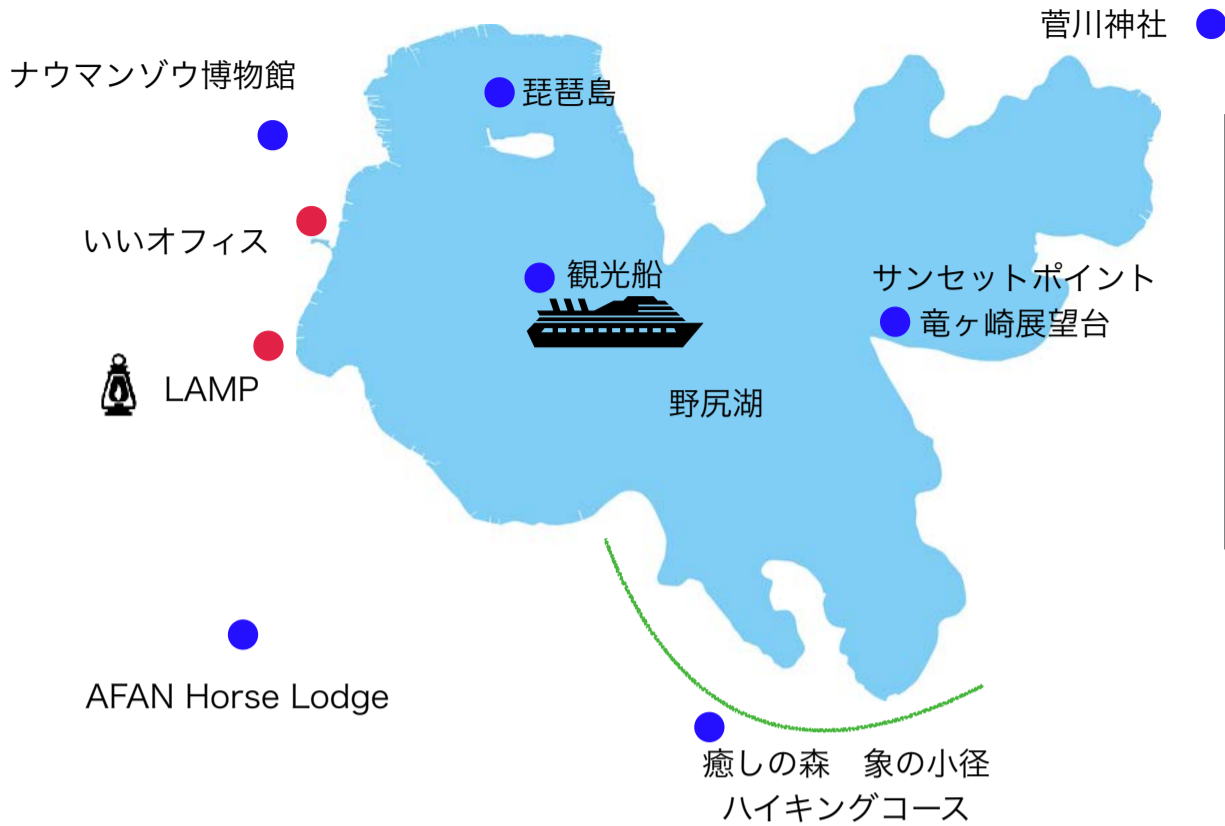 菅川神社
ナウマンゾウ博物館
琵琶島
いいオフィス
観光船
サンセットポイント
竜ヶ崎展望台
LAMP
野尻湖
AFAN Horse Lodge
癒しの森　象の小径
ハイキングコース